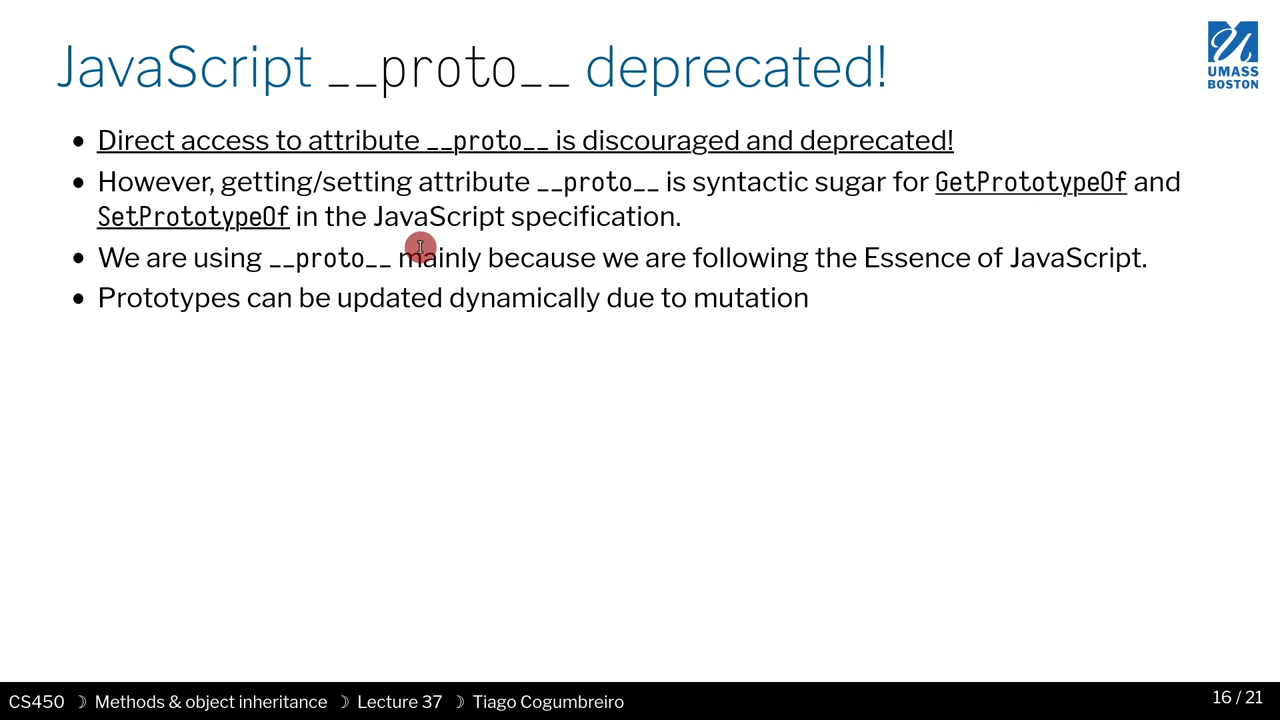 JavaScript __proto__ deprecated!
UMASS
BOSTON
• Direct access to attribute __proto__ is discouraged and deprecated!
• However, getting/setting attribute __proto__ is syntactic sugar for GetPrototypeOf and
SetPrototypeOf in the JavaScript specification.
• We are using __proto__ mainly because we are following the Essence of JavaScript.
• Prototypes can be updated dynamically due to mutation
CS450 ☽ Methods & object inheritance ☽ Lecture 37 ☽ Tiago Cogumbreiro
16 / 21